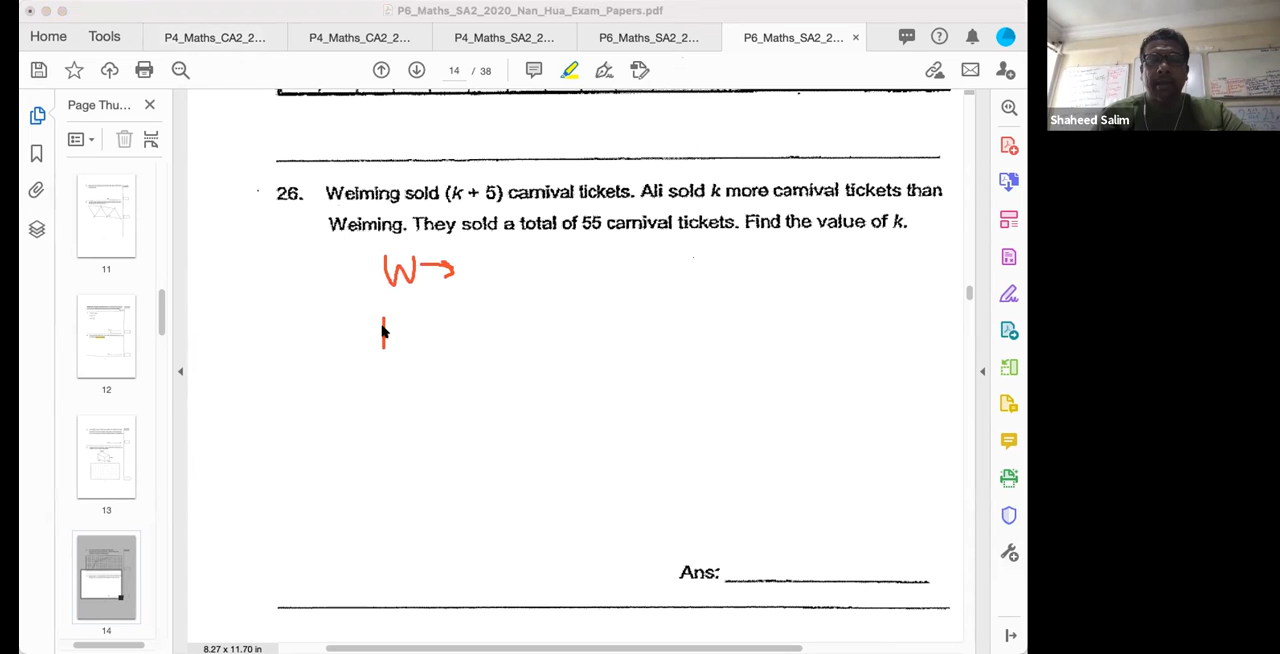 P6_Maths_SA2_2020_Nan_Hua_Exam_Papers.pdf
Home Tools P4_Maths_CA2_2... P4_Maths_CA2_2... P4_Maths_SA2_2... P6_Maths_SA2_2... P6_Maths_SA2_2... ×
14 / 38
Page Thu...
11
12
13
14
26. Weiming sold (k + 5) carnival tickets. Ali sold k more carnival tickets than
Weiming. They sold a total of 55 carnival tickets. Find the value of k.
W →
Ans:
8.27 x 11.70 in
Shaheed Salim